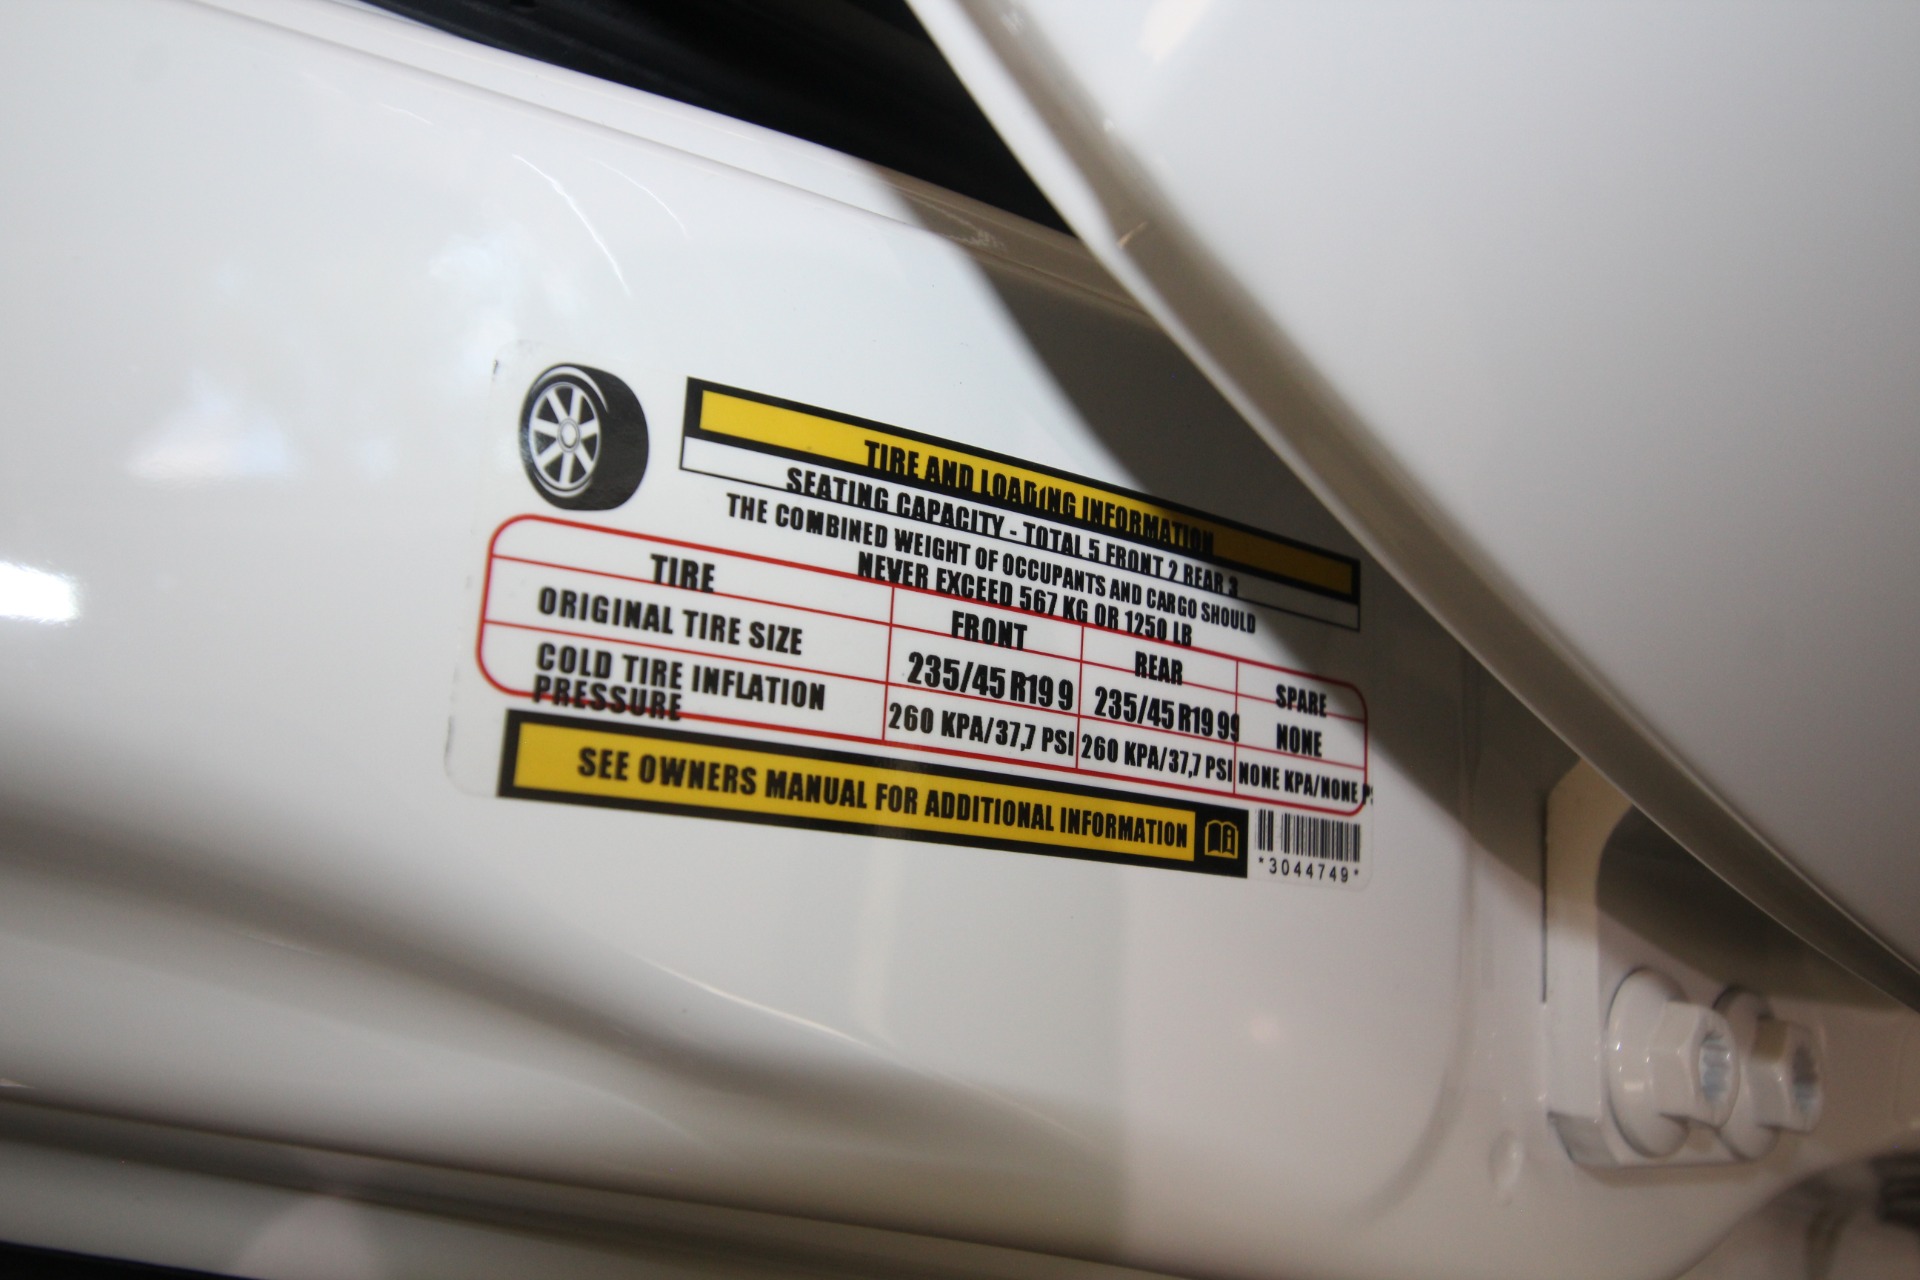 TIRE AND LOADING INFORMATION
SEATING CAPACITY - TOTAL 5 FRONT 2 REAR 3
THE COMBINED WEIGHT OF OCCUPANTS AND CARGO SHOULD
NEVER EXCEED 567 KG OR 1250 LB
TIRE FRONT REAR SPARE
ORIGINAL TIRE SIZE 235/45 R19 9 235/45 R19 99 NONE
COLD TIRE INFLATION
PRESSURE 260 KPA/37,7 PSI 260 KPA/37,7 PSI NONE KPA/NONE
SEE OWNERS MANUAL FOR ADDITIONAL INFORMATION
*3044749*